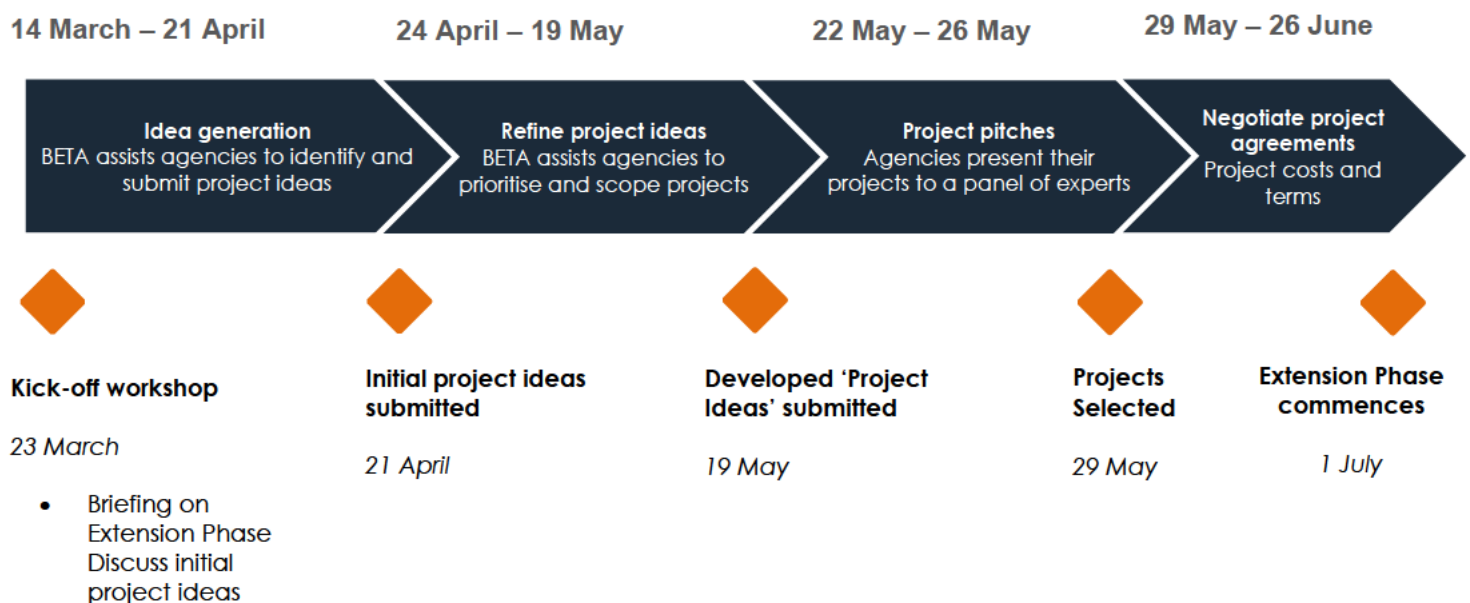 14 March – 21 April
24 April – 19 May
22 May – 26 May
29 May – 26 June
Idea generation
BETA assists agencies to identify and
submit project ideas
Refine project ideas
BETA assists agencies to
prioritise and scope projects
Project pitches
Agencies present their
projects to a panel of experts
Negotiate project
agreements
Project costs and
terms
Kick-off workshop
23 March
• Briefing on
Extension Phase
Discuss initial
project ideas
Initial project ideas
submitted
21 April
Developed ‘Project
Ideas’ submitted
19 May
Projects
Selected
29 May
Extension Phase
commences
1 July